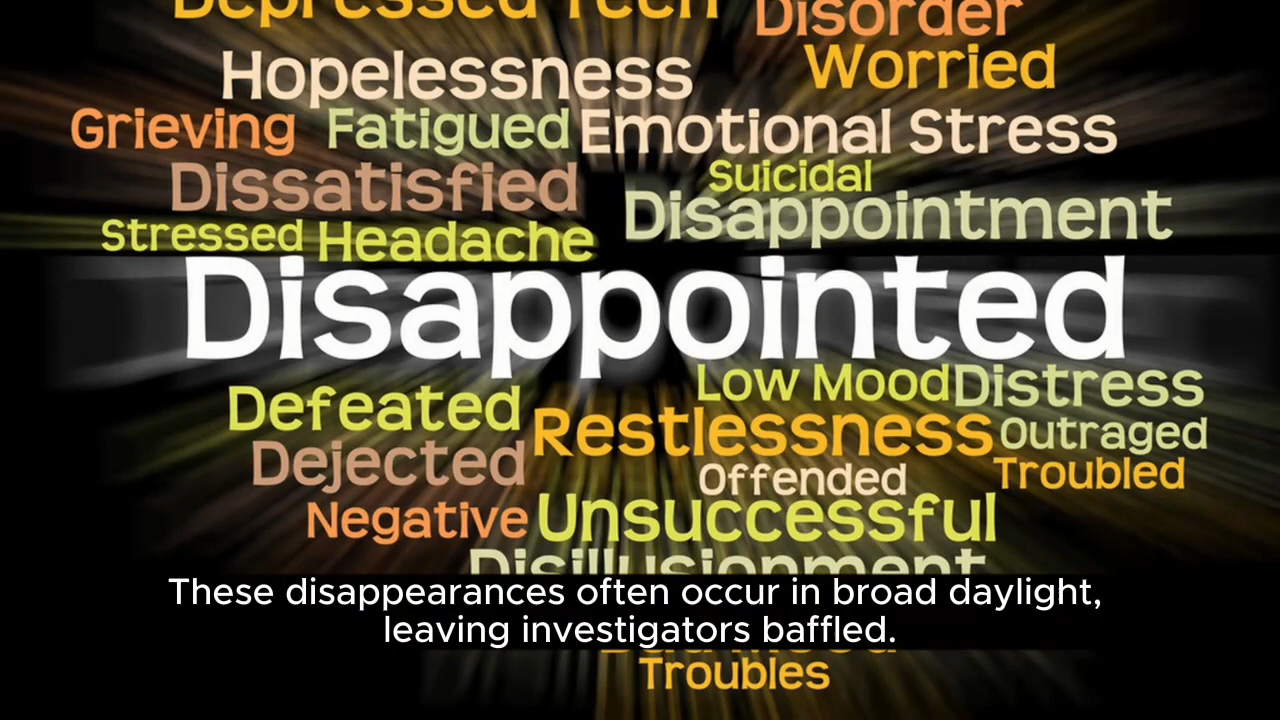 Depressed Teen
Disorder
Hopelessness
Worried
Grieving Fatigued Emotional Stress
Dissatisfied
Suicidal
Disappointment
Stressed Headache
Disappointed
Low Mood Distress
Defeated
Restlessness Outraged
Dejected
Offended Troubled
Negative Unsuccessful
Disillusionment
These disappearances often occur in broad daylight,
leaving investigators baffled.
Troubles